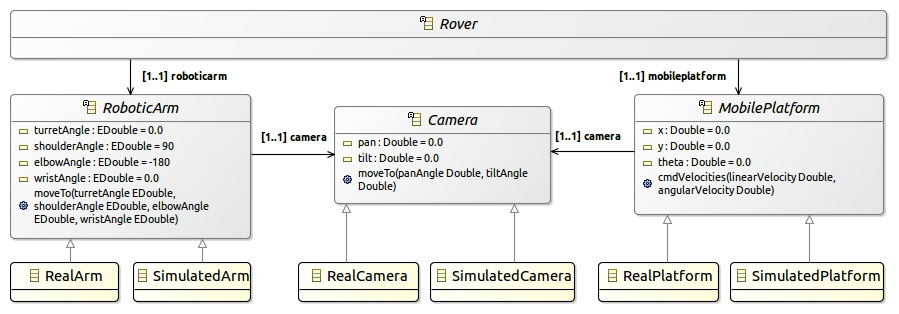 Rover
[1..1] roboticarm
[1..1] mobileplatform
RoboticArm
turretAngle : EDouble = 0.0
shoulderAngle : EDouble = 90
elbowAngle : EDouble = -180
wristAngle : EDouble = 0.0
moveTo(turretAngle EDouble,
shoulderAngle EDouble, elbowAngle
EDouble, wristAngle EDouble)
[1..1] camera
Camera
pan : Double = 0.0
tilt : Double = 0.0
moveTo(panAngle Double, tiltAngle
Double)
[1..1] camera
MobilePlatform
x : Double = 0.0
y : Double = 0.0
theta : Double = 0.0
cmdVelocities(linearVelocity Double,
angularVelocity Double)
RealArm
SimulatedArm
RealCamera
SimulatedCamera
RealPlatform
SimulatedPlatform